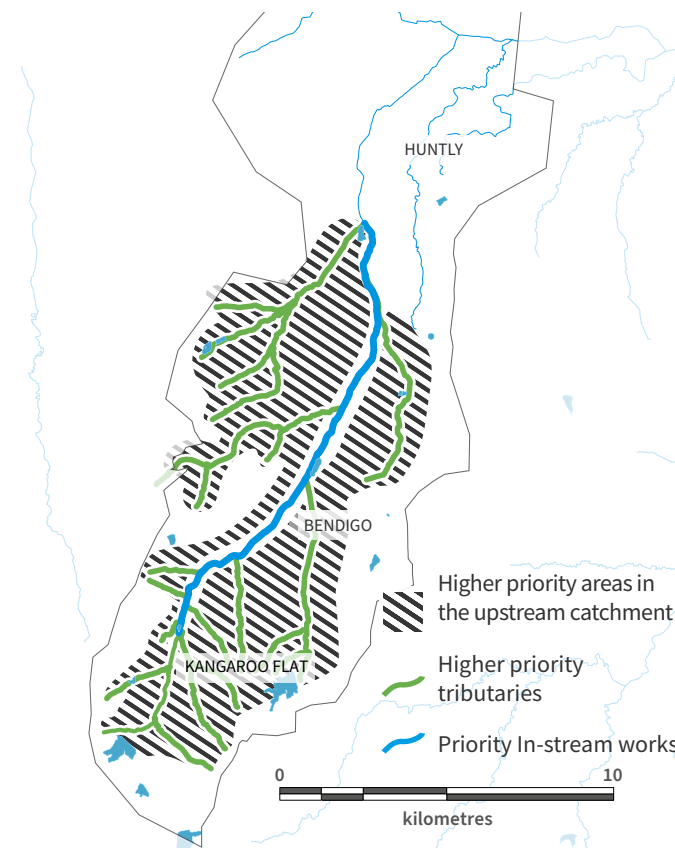 HUNTLY
BENDIGO
KANGAROO FLAT
Higher priority areas in
the upstream catchment
Higher priority
tributaries
Priority In-stream works
0 10
kilometres